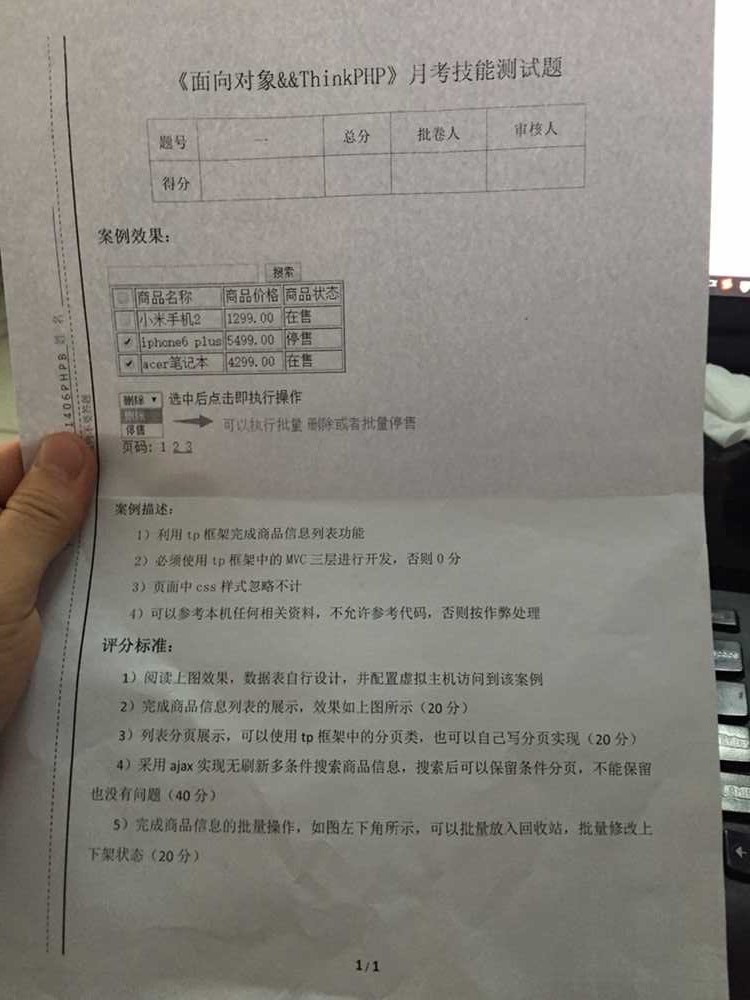 《面向对象&&ThinkPHP》月考技能测试题
题号 一 总分 批卷人 审核人
得分
案例效果：
搜索
商品名称 商品价格 商品状态
小米手机2 1299.00 在售
iphone6 plus 5499.00 停售
acer笔记本 4299.00 在售
删除 选中后点击即执行操作
删除
停售 可以执行批量 删除或者批量停售
页码: 1 2 3
案例描述：
1）利用 tp 框架完成商品信息列表功能
2）必须使用 tp 框架中的 MVC 三层进行开发，否则 0 分
3）页面中 css 样式忽略不计
4）可以参考本机任何相关资料，不允许参考代码，否则按作弊处理
评分标准：
1）阅读上图效果，数据表自行设计，并配置虚拟主机访问到该案例
2）完成商品信息列表的展示，效果如上图所示（20 分）
3）列表分页展示，可以使用 tp 框架中的分页类，也可以自己写分页实现（20 分）
4）采用 ajax 实现无刷新多条件搜索商品信息，搜索后可以保留条件分页，不能保留
也没有问题（40 分）
5）完成商品信息的批量操作，如图左下角所示，可以批量放入回收站，批量修改上
下架状态（20 分）
1 / 1
1406PHPB 姓 名